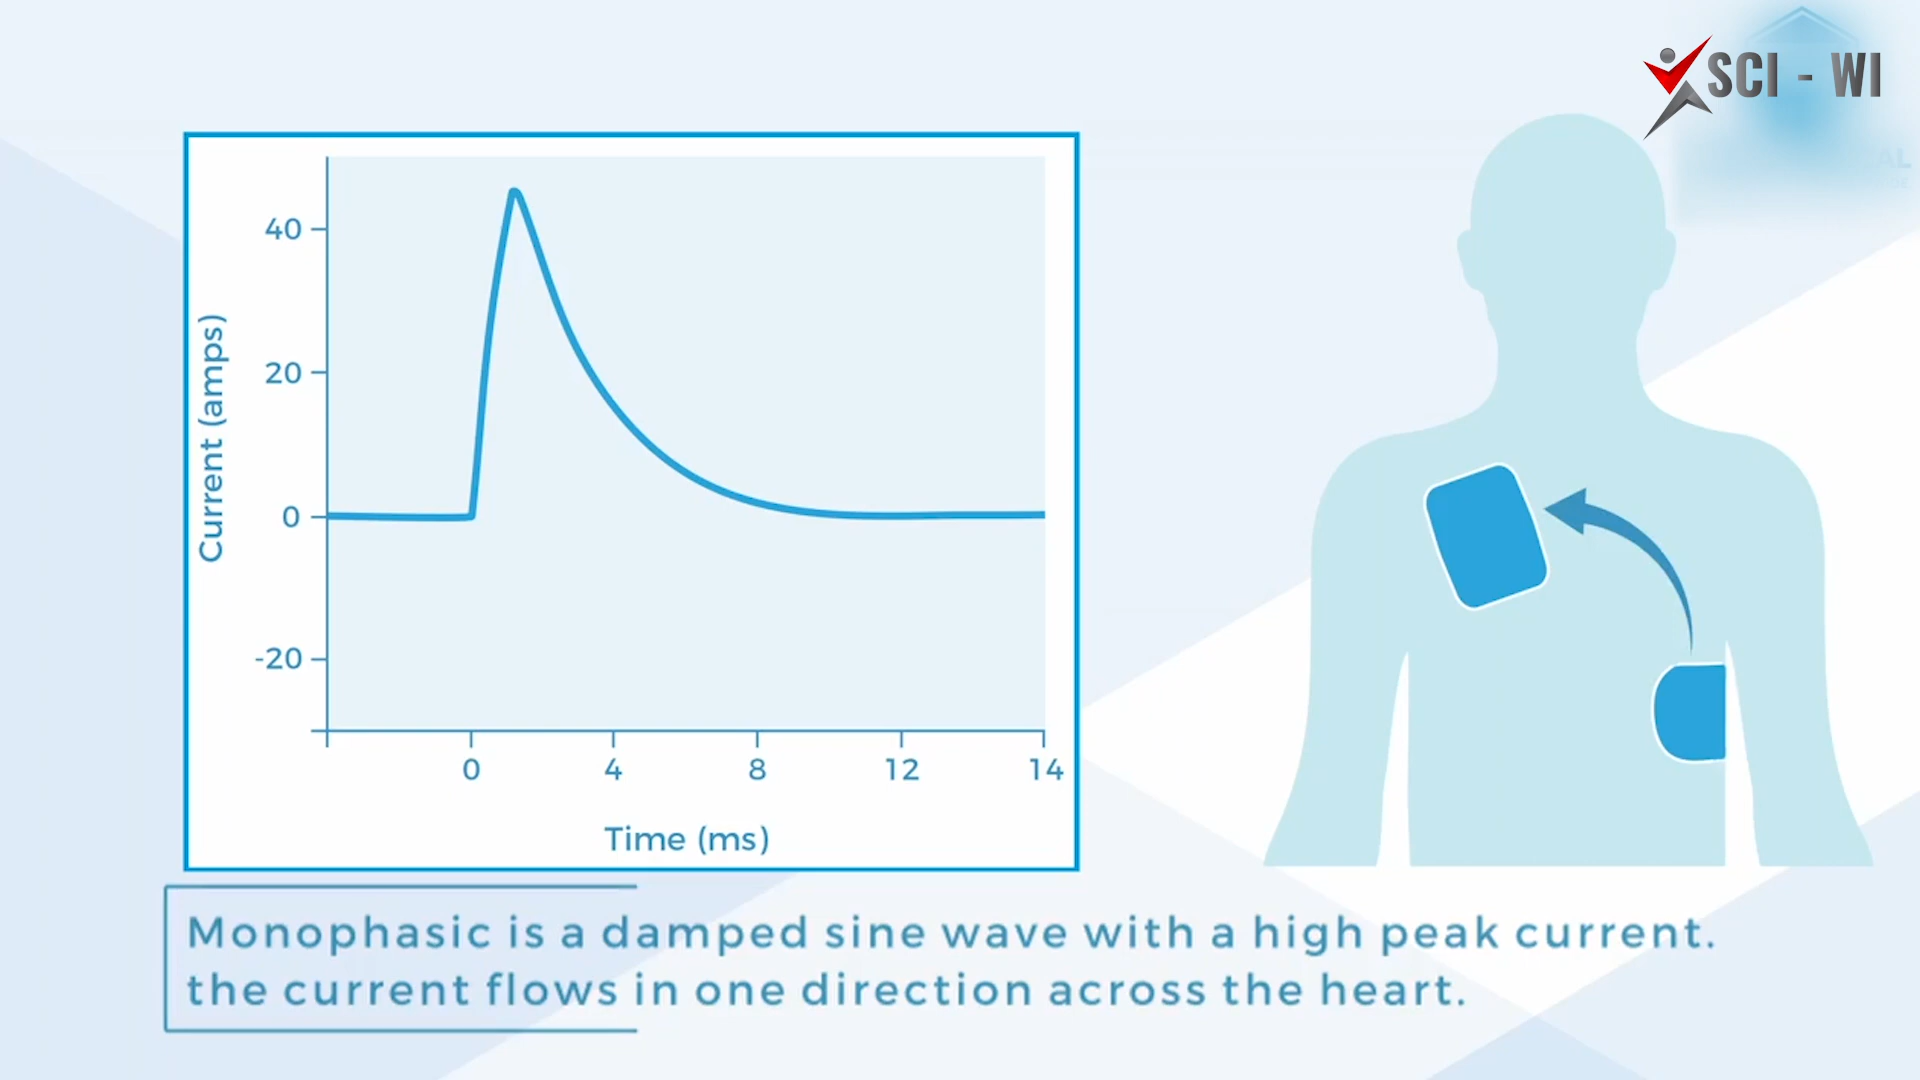 SCI - WI
40
20
0
-20
Current (amps)
0 4 8 12 14
Time (ms)
Monophasic is a damped sine wave with a high peak current.
the current flows in one direction across the heart.